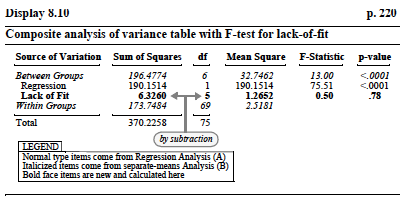 Display 8.10 p. 220
Composite analysis of variance table with F-test for lack-of-fit
Source of Variation Sum of Squares df Mean Square F-Statistic p-value
Between Groups 196.4774 6 32.7462 13.00 <.0001
Regression 190.1514 1 190.1514 75.51 <.0001
Lack of Fit 6.3260 5 1.2652 0.50 .78
Within Groups 173.7484 69 2.5181
Total 370.2258 75
by subtraction
LEGEND
Normal type items come from Regression Analysis (A)
Italicized items come from separate-means Analysis (B)
Bold face items are new and calculated here